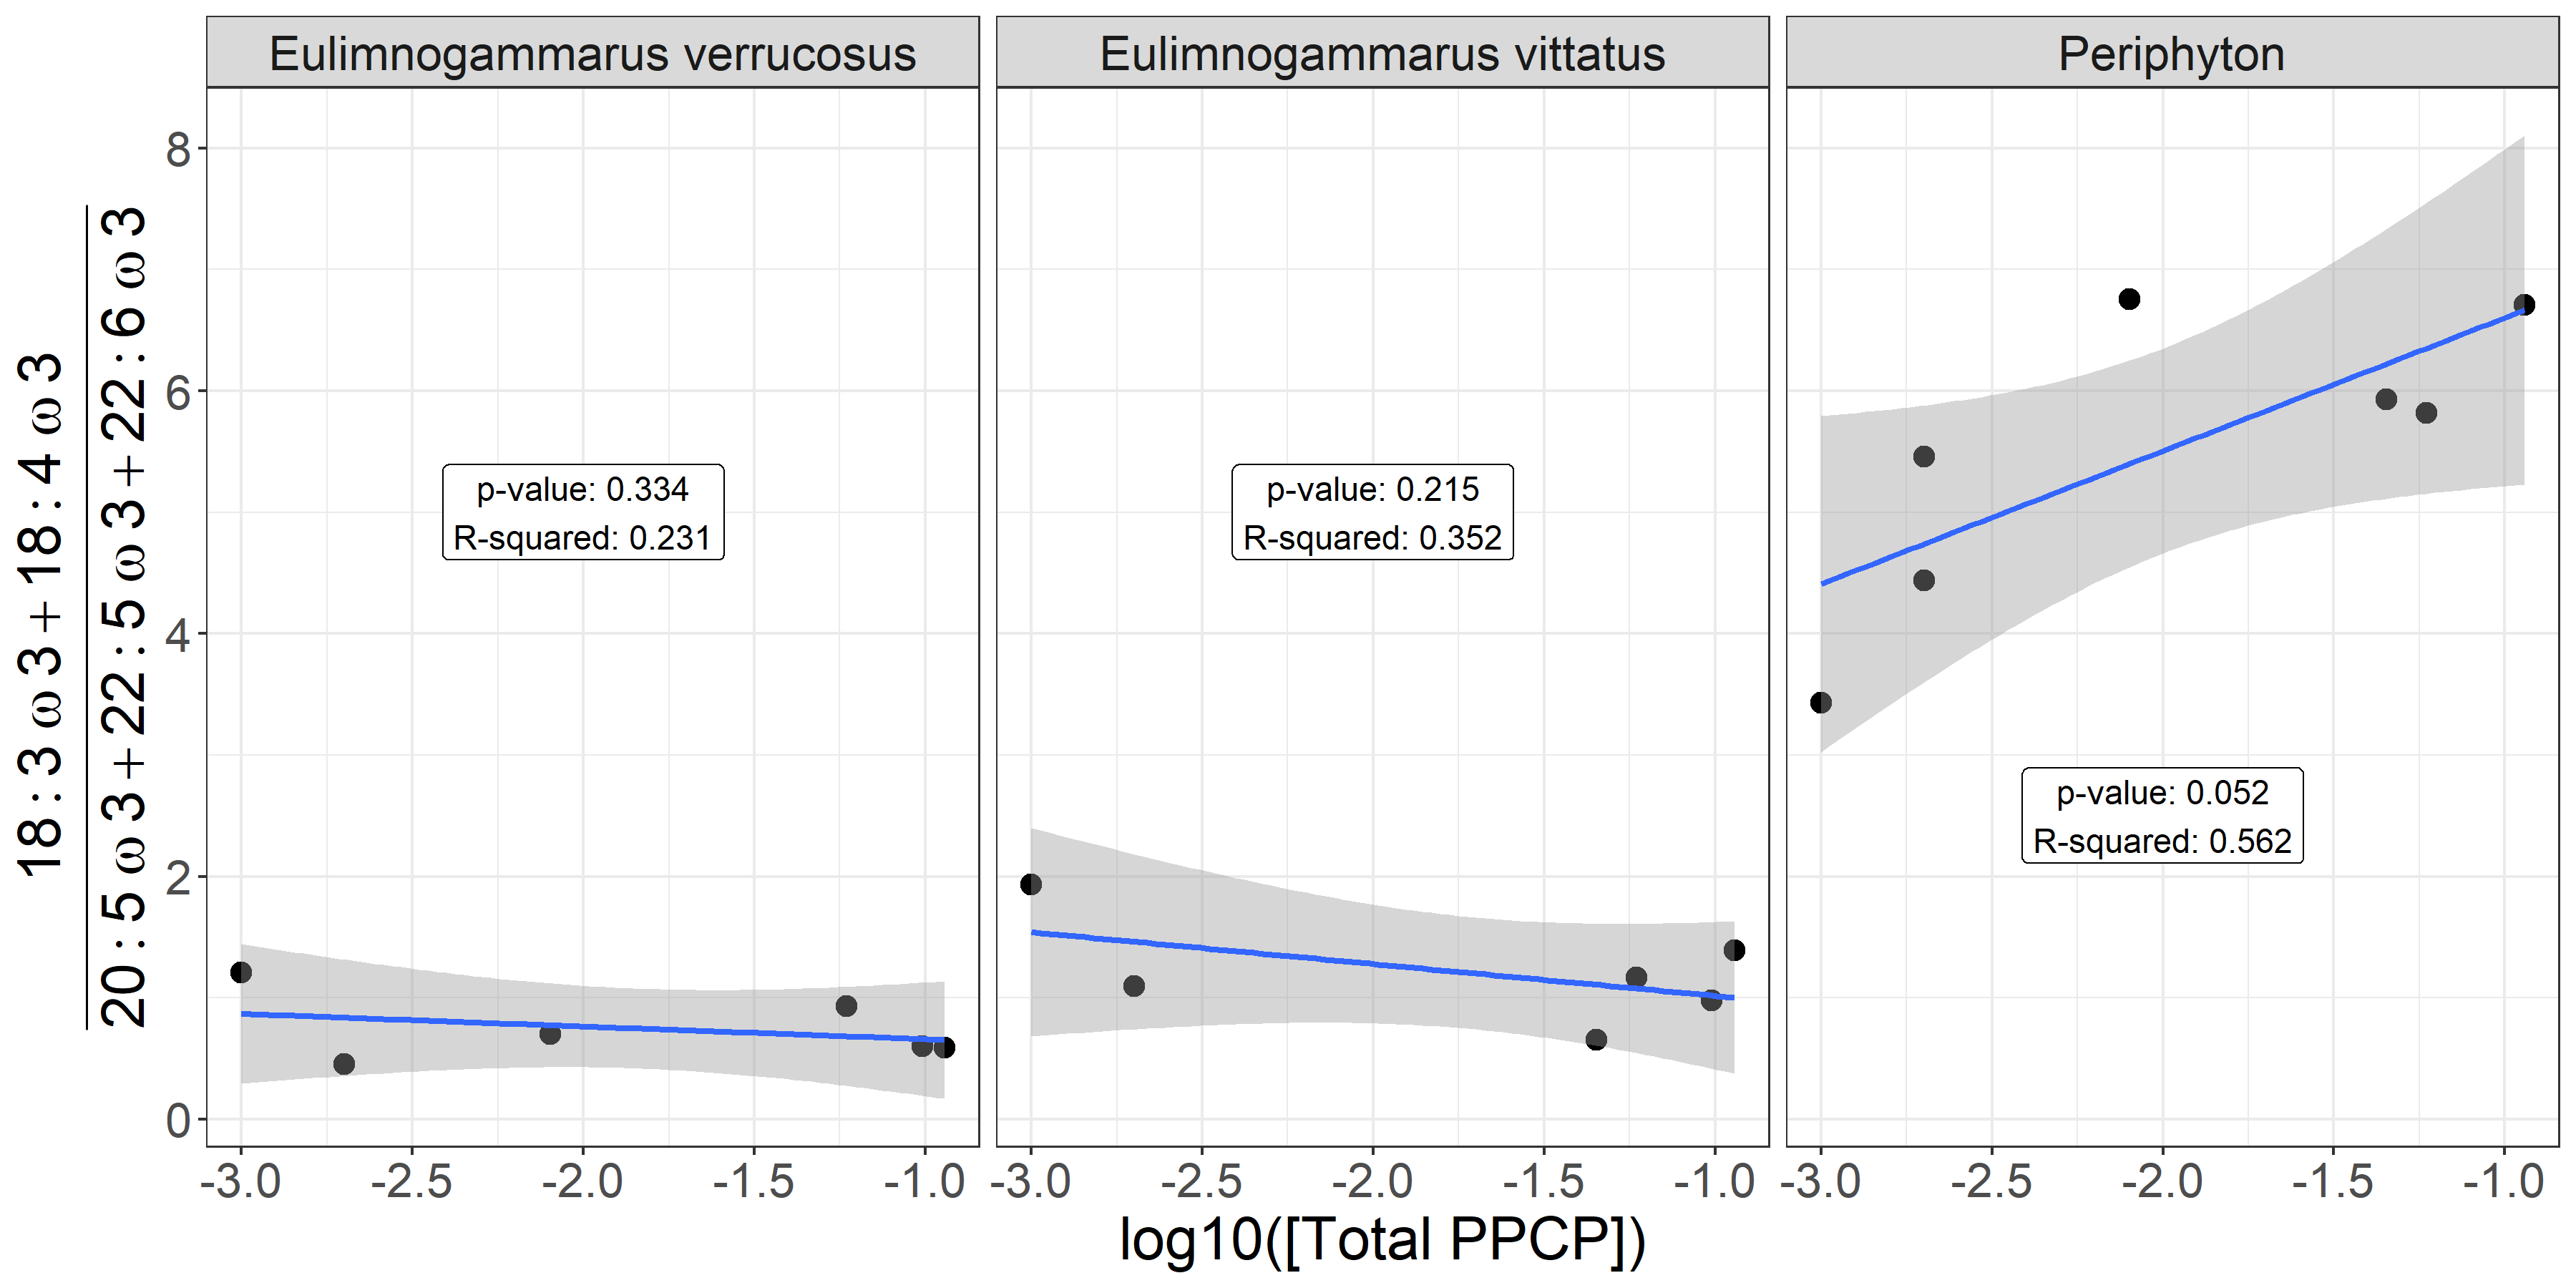 Eulimnogammarus verrucosus
Eulimnogammarus vittatus
Periphyton
18 : 3 ω 3 + 18 : 4 ω 3
20 : 5 ω 3 + 22 : 5 ω 3 + 22 : 6 ω 3
8
6
4
2
0
p-value: 0.334
R-squared: 0.231
p-value: 0.215
R-squared: 0.352
p-value: 0.052
R-squared: 0.562
-3.0 -2.5 -2.0 -1.5 -1.0
-3.0 -2.5 -2.0 -1.5 -1.0
-3.0 -2.5 -2.0 -1.5 -1.0
log10([Total PPCP])